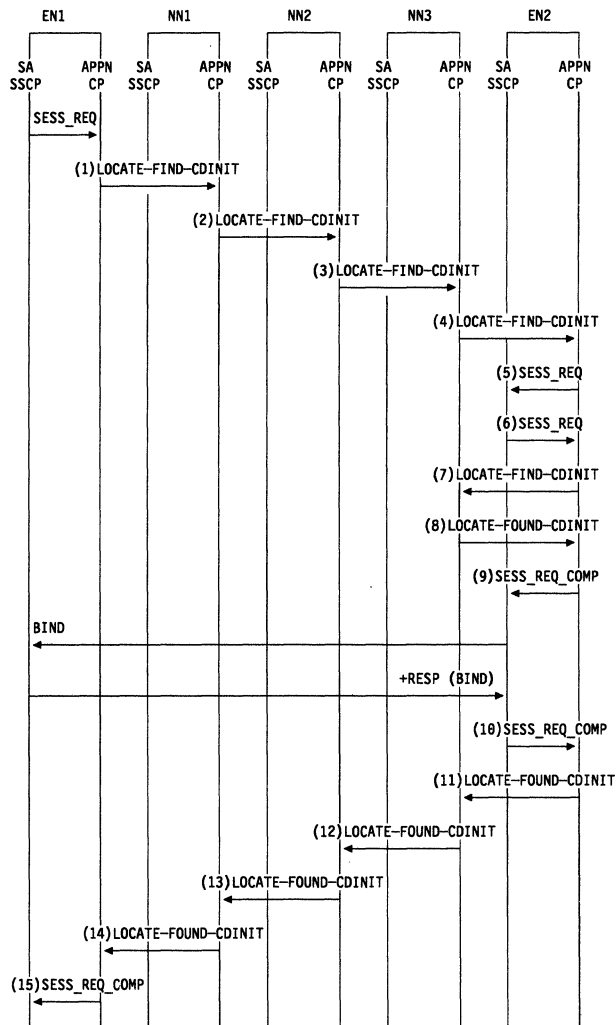 EN1 NN1 NN2 NN3 EN2
SA APPN SA APPN SA APPN SA APPN SA APPN
SSCP CP SSCP CP SSCP CP SSCP CP SSCP CP
SESS_REQ
(1)LOCATE-FIND-CDINIT
(2)LOCATE-FIND-CDINIT
(3)LOCATE-FIND-CDINIT
(4)LOCATE-FIND-CDINIT
(5)SESS_REQ
(6)SESS_REQ
(7)LOCATE-FIND-CDINIT
(8)LOCATE-FOUND-CDINIT
(9)SESS_REQ_COMP
BIND
+RESP (BIND)
(10)SESS_REQ_COMP
(11)LOCATE-FOUND-CDINIT
(12)LOCATE-FOUND-CDINIT
(13)LOCATE-FOUND-CDINIT
(14)LOCATE-FOUND-CDINIT
(15)SESS_REQ_COMP